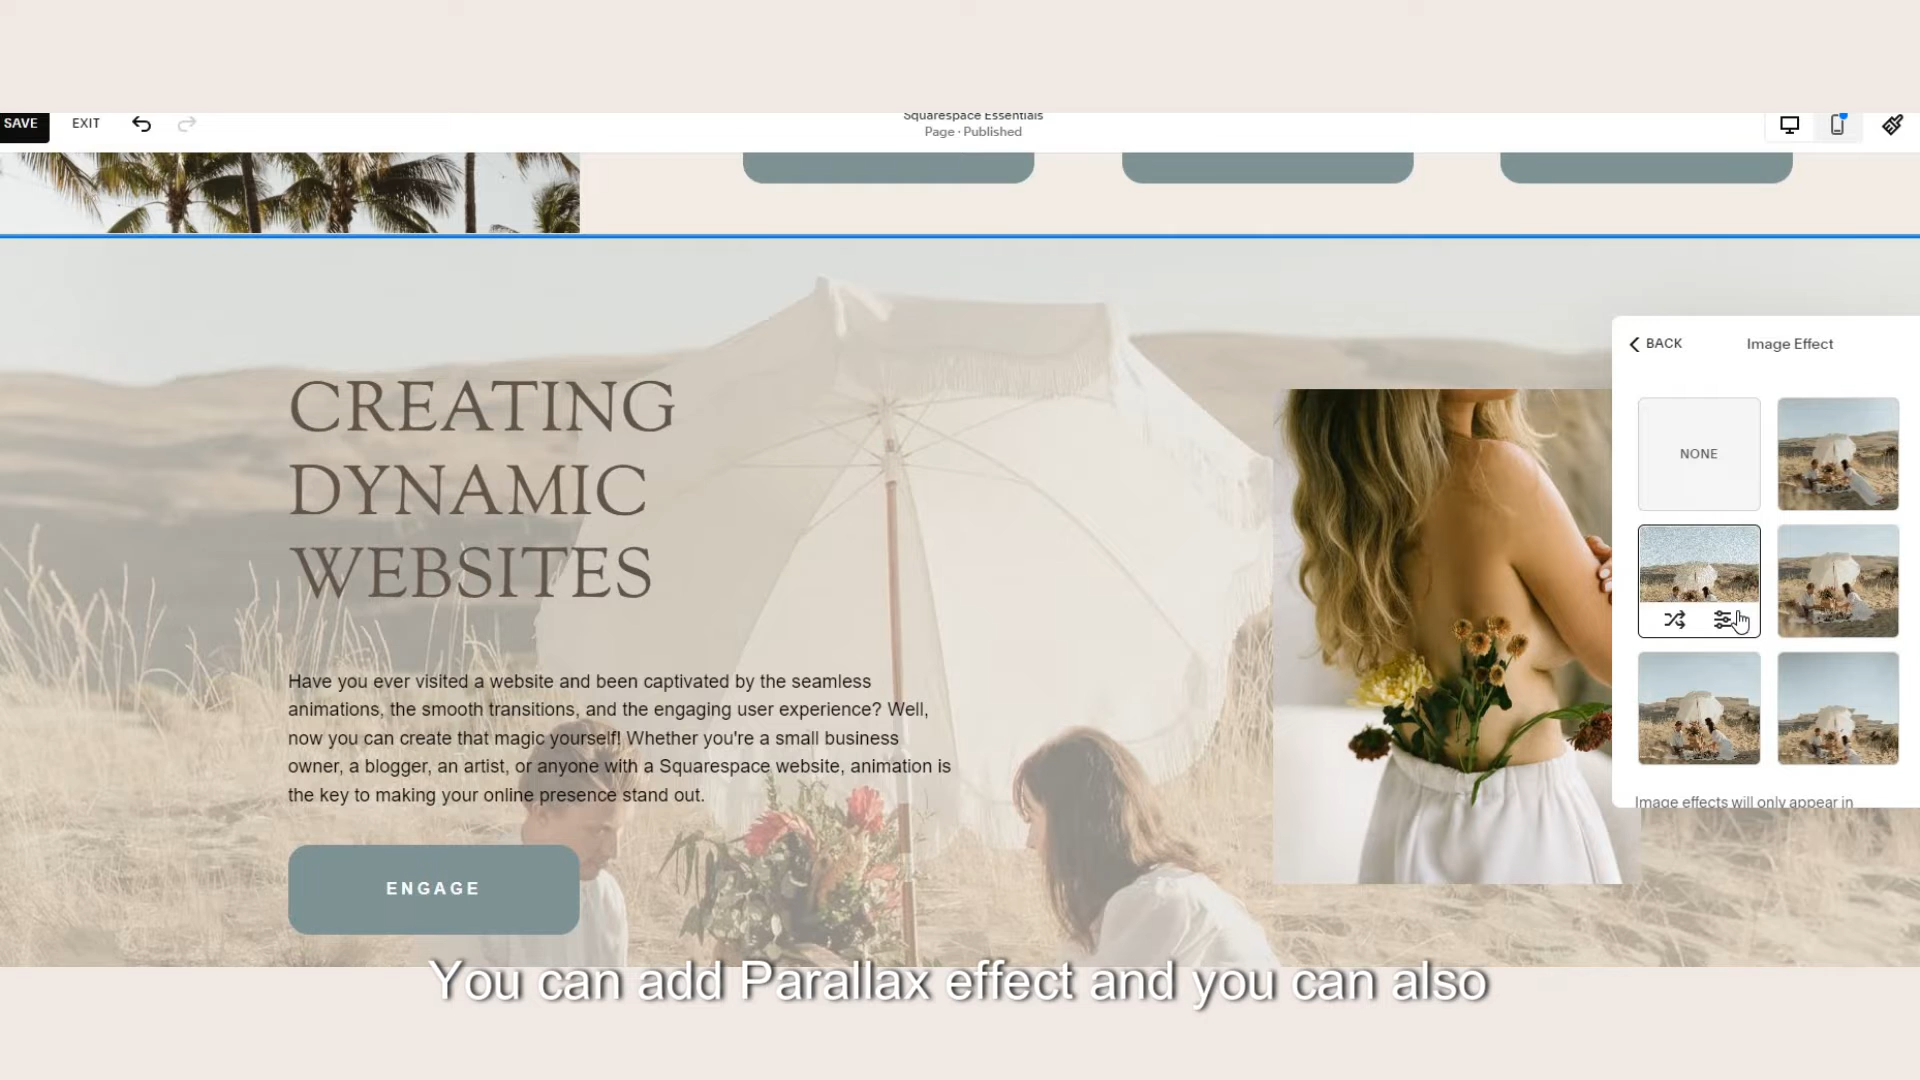 SAVE
EXIT
Squarespace Essentials
Page · Published
BACK
Image Effect
NONE
CREATING
DYNAMIC
WEBSITES
Have you ever visited a website and been captivated by the seamless
animations, the smooth transitions, and the engaging user experience? Well,
now you can create that magic yourself! Whether you're a small business
owner, a blogger, an artist, or anyone with a Squarespace website, animation is
the key to making your online presence stand out.
Image effects will only appear in
ENGAGE
You can add Parallax effect and you can also